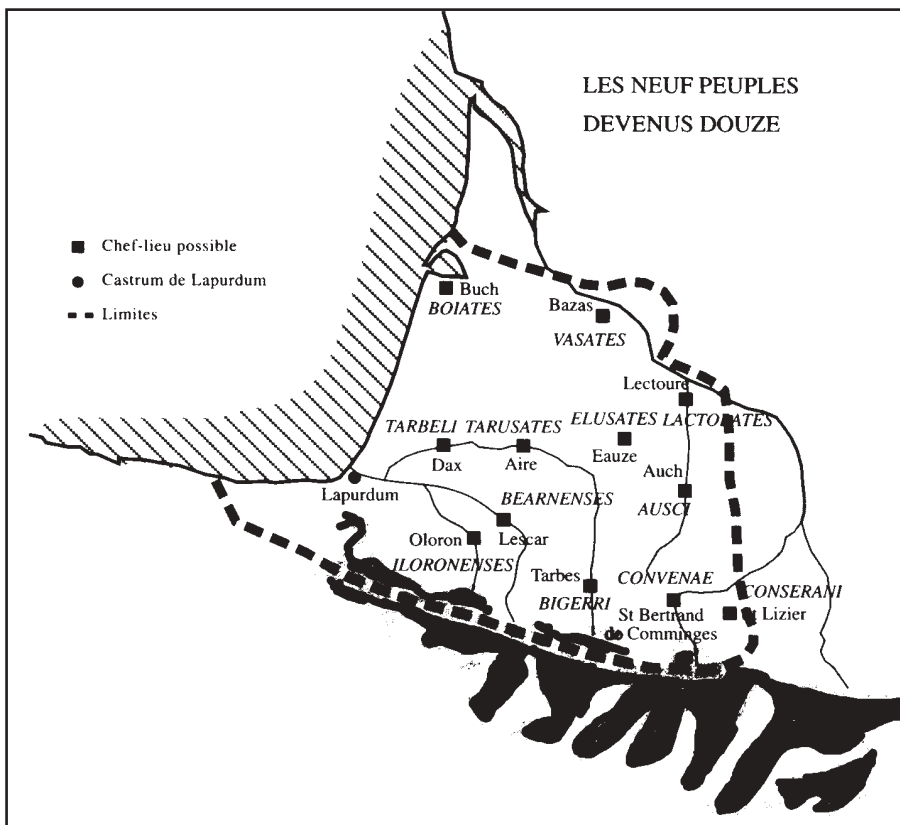 LES NEUF PEUPLES
DEVENUS DOUZE
Chef-lieu possible
Castrum de Lapurdum
Limites
Buch
BOIATES
Bazas
VASATES
Lectoure
TARBELI TARUSATES
ELUSATES LACTORATES
Dax
Aire
Eauze
Auch
Lapurdum
BEARNENSES
AUSCI
Oloron
Lescar
ILORONENSES
Tarbes
CONVENAE
CONSERANI
BIGERRI
St Bertrand
de Comminges
St Lizier